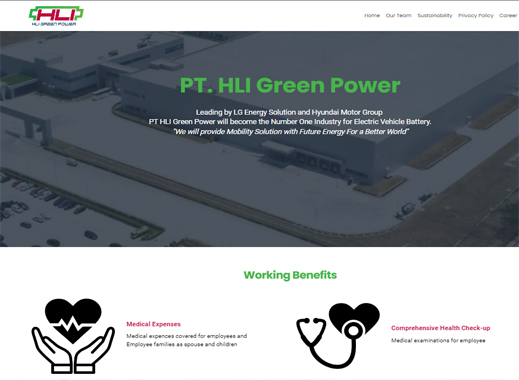 HLI
HLI-GREEN POWER
Home Our Team Sustainability Privacy Policy Career
PT. HLI Green Power
Leading by LG Energy Solution and Hyundai Motor Group
PT HLI Green Power will become the Number One Industry for Electric Vehicle Battery.
"We will provide Mobility Solution with Future Energy For a Better World"
Working Benefits
Medical Expenses
Medical expences covered for employees and
Employee families as spouse and children
Comprehensive Health Check-up
Medical examinations for employee